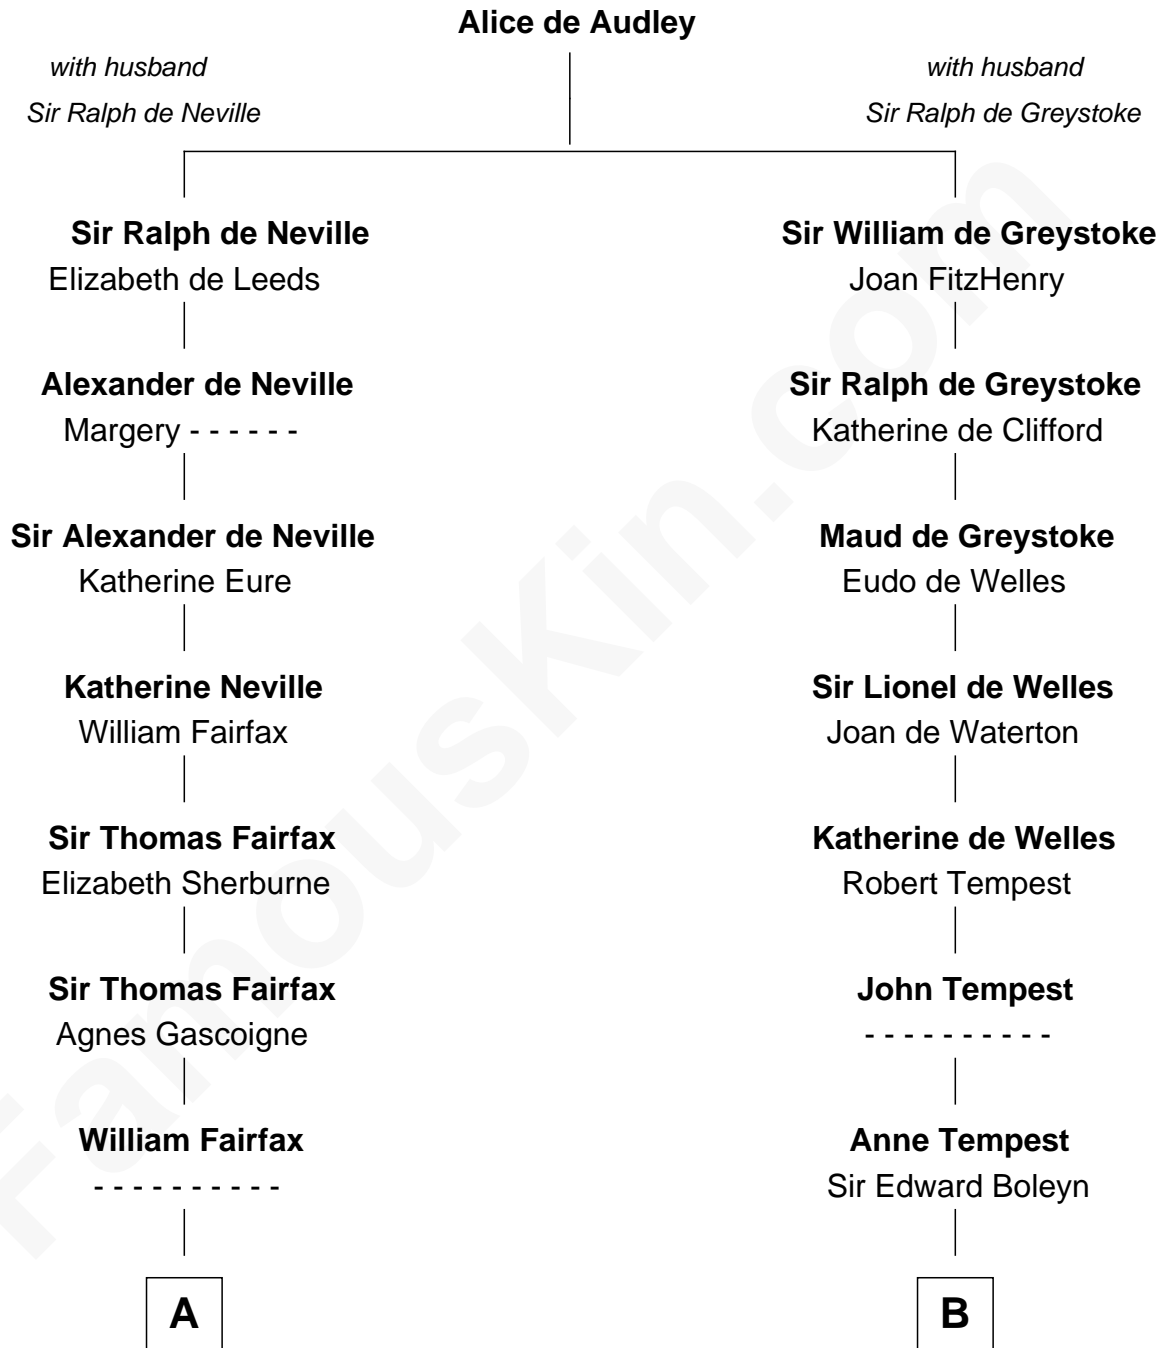 Alice de Audley
with husband
Sir Ralph de Neville
with husband
Sir Ralph de Greystoke
Sir Ralph de Neville
Elizabeth de Leeds
Sir William de Greystoke
Joan FitzHenry
Alexander de Neville
Margery - - - - - -
Sir Ralph de Greystoke
Katherine de Clifford
Sir Alexander de Neville
Katherine Eure
Maud de Greystoke
Eudo de Welles
Katherine Neville
William Fairfax
Sir Lionel de Welles
Joan de Waterton
Sir Thomas Fairfax
Elizabeth Sherburne
Katherine de Welles
Robert Tempest
Sir Thomas Fairfax
Agnes Gascoigne
John Tempest
- - - - - - - - - -
William Fairfax
- - - - - - - - - -
Anne Tempest
Sir Edward Boleyn
A
B
FamousKin.com